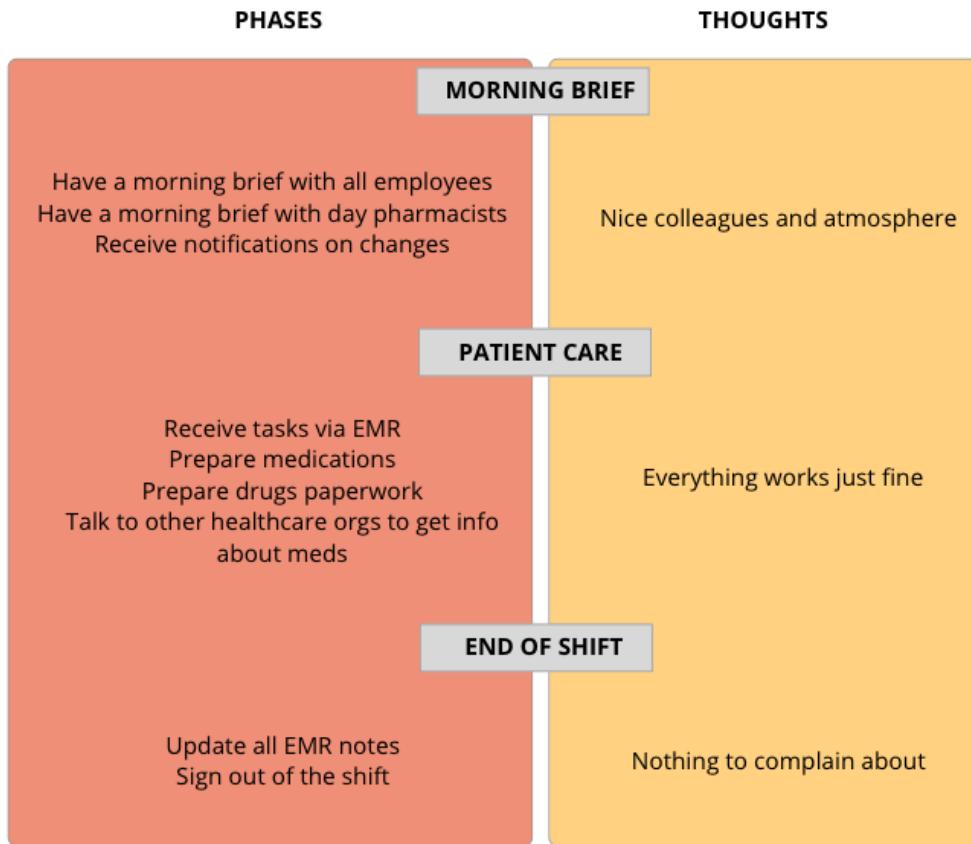 PHASES
THOUGHTS
MORNING BRIEF
Have a morning brief with all employees
Have a morning brief with day pharmacists
Receive notifications on changes
Nice colleagues and atmosphere
PATIENT CARE
Receive tasks via EMR
Prepare medications
Prepare drugs paperwork
Talk to other healthcare orgs to get info
about meds
Everything works just fine
END OF SHIFT
Update all EMR notes
Sign out of the shift
Nothing to complain about